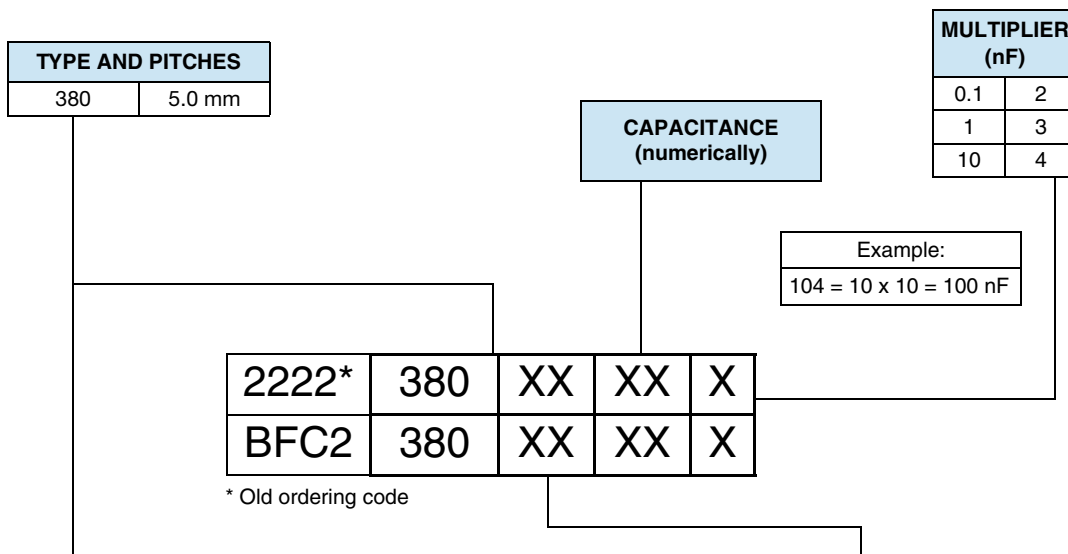 TYPE AND PITCHES
380 5.0 mm
CAPACITANCE
(numerically)
MULTIPLIER
(nF)
0.1 2
1 3
10 4
Example:
104 = 10 x 10 = 100 nF
2222* 380 XX XX X
BFC2 380 XX XX X
* Old ordering code